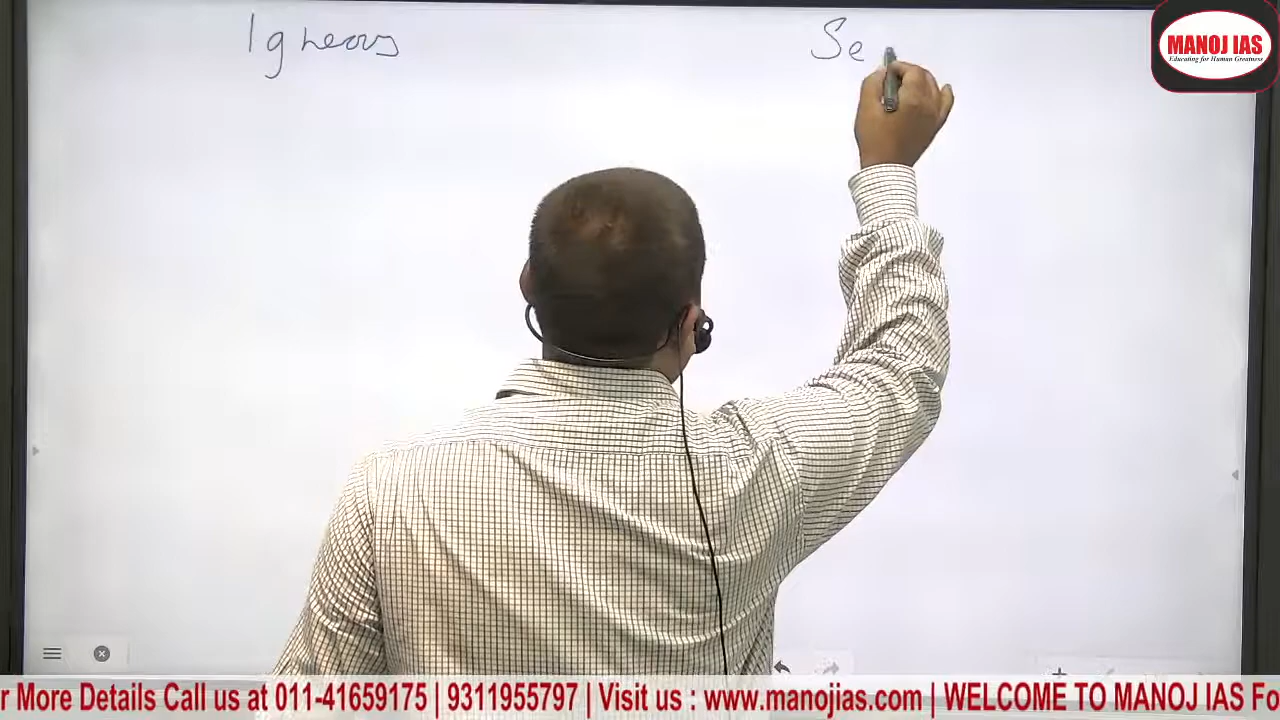 Igneous Se
MANOJ IAS
Educating for Human Greatness
r More Details Call us at 011-41659175 | 9311955797 | Visit us : www.manojias.com | WELCOME TO MANOJ IAS Fo